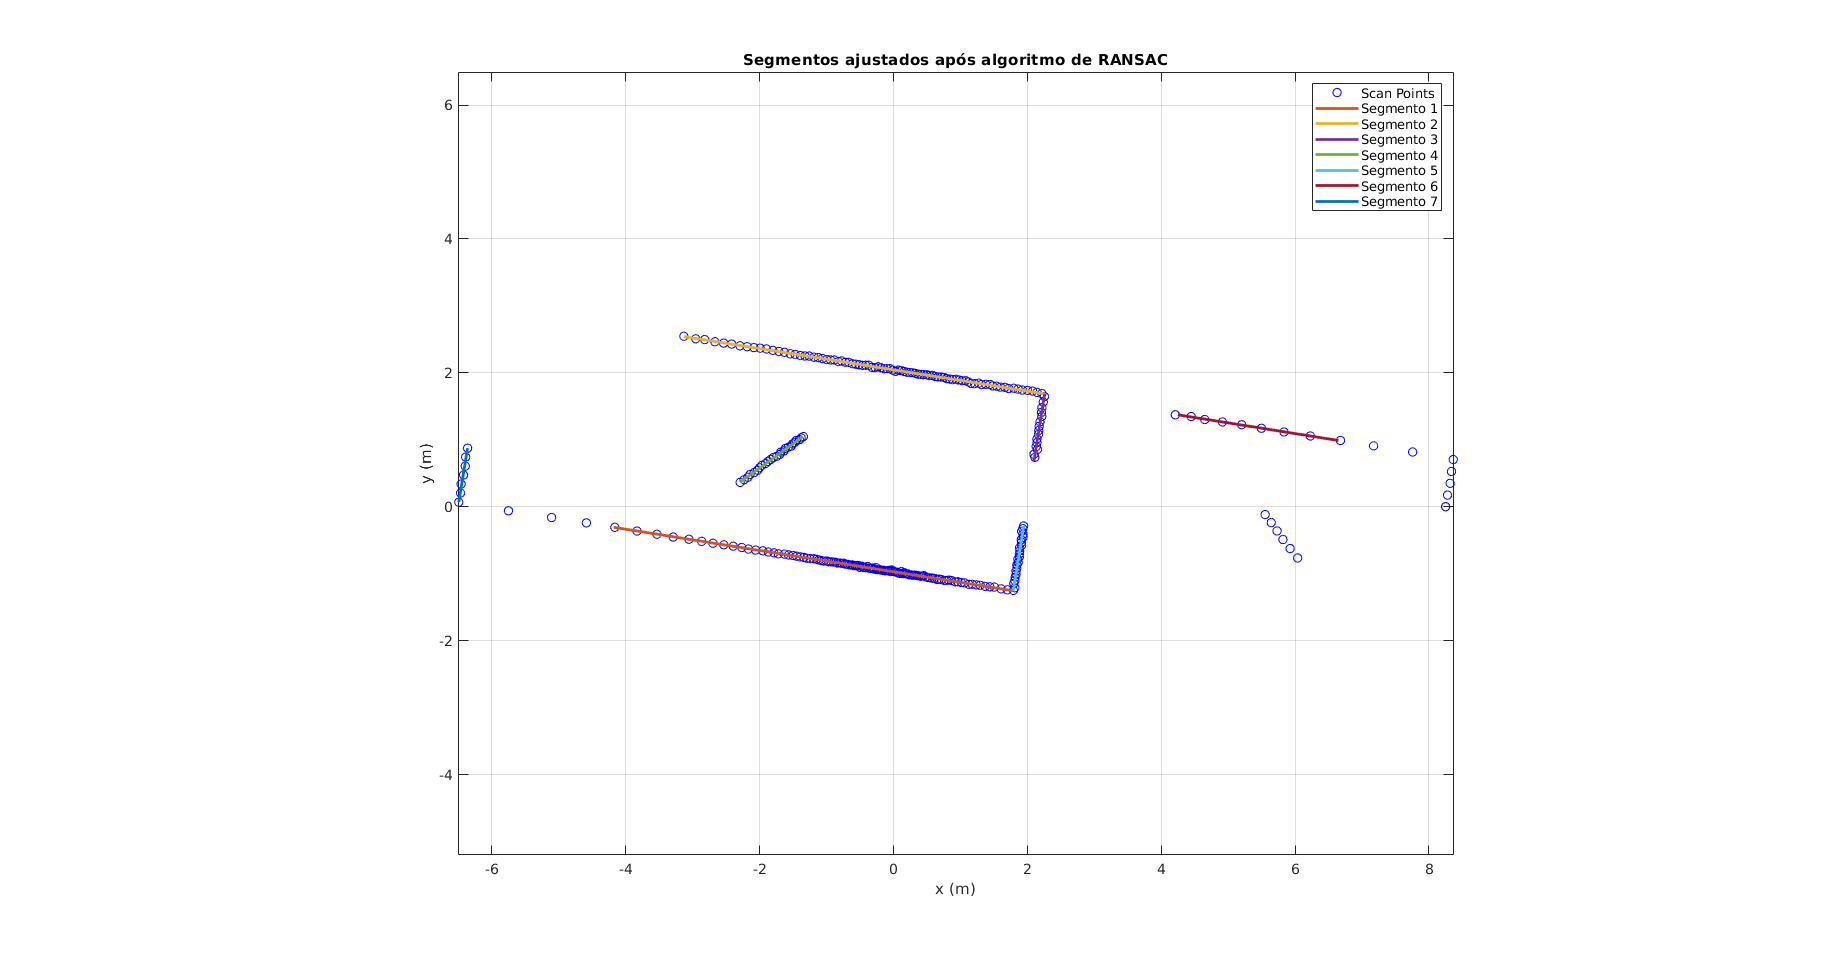 Segmentos ajustados após algoritmo de RANSAC
Scan Points
Segmento 1
Segmento 2
Segmento 3
Segmento 4
Segmento 5
Segmento 6
Segmento 7
y (m)
6
4
2
0
-2
-4
-6
-4
-2
0
2
4
6
8
x (m)